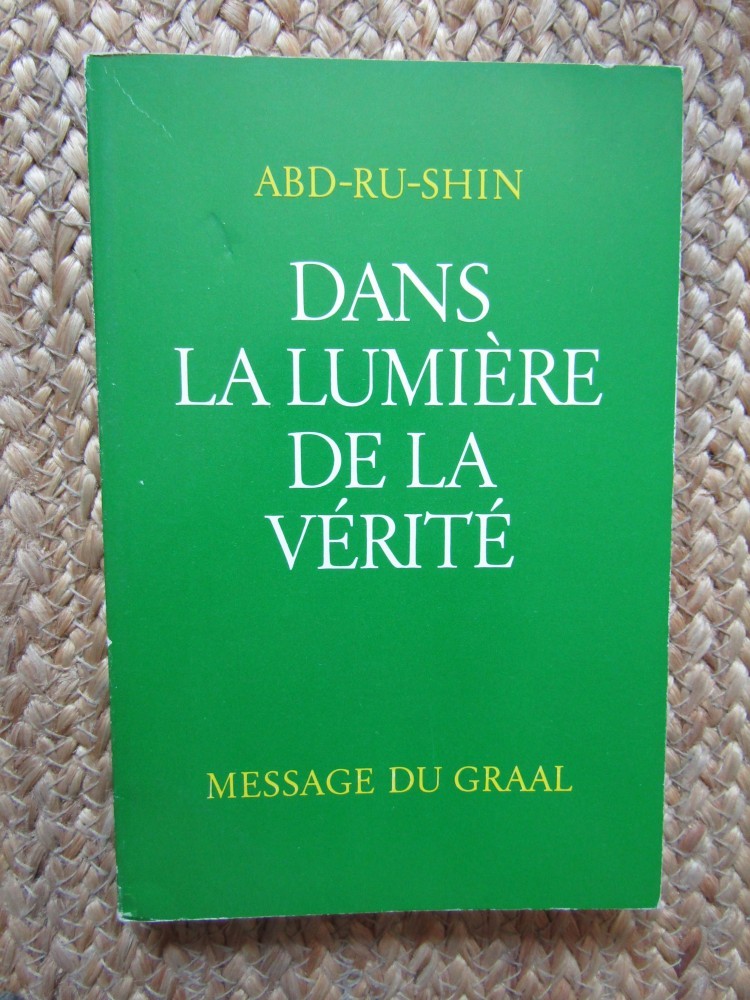 ABD-RU-SHIN
DANS
LA LUMIÈRE
DE LA
VÉRITÉ
MESSAGE DU GRAAL